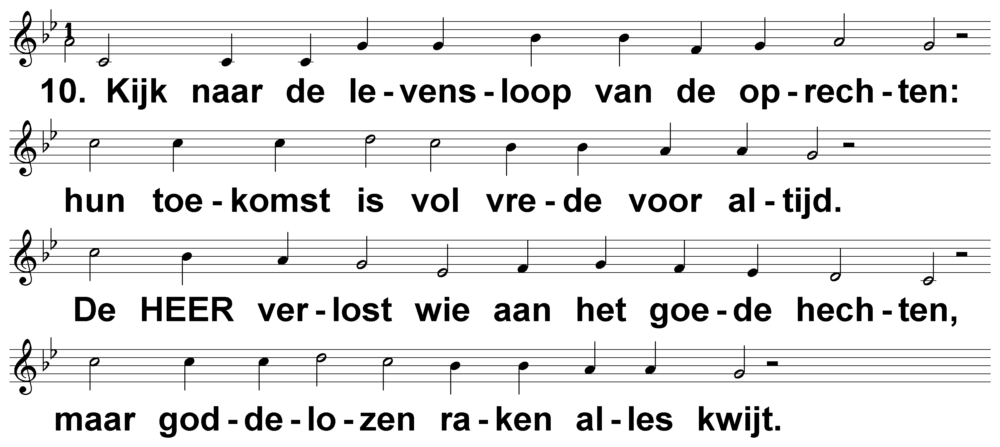 1
10. Kijk naar de le - vens - loop van de op - rech - ten:
hun toe - komst is vol vre - de voor al - tijd.
De HEER ver - lost wie aan het goe - de hech - ten,
maar god - de - lo - zen ra - ken al - les kwijt.